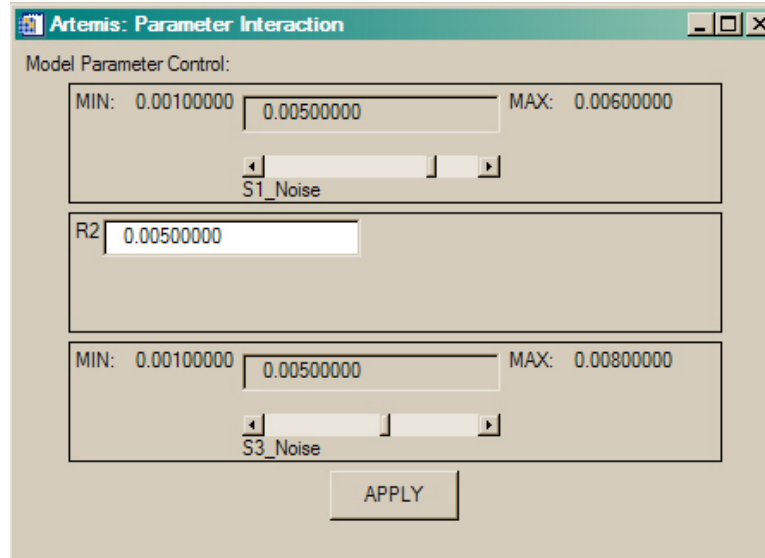 Artemis: Parameter Interaction
Model Parameter Control:
MIN: 0.00100000 0.00500000 MAX: 0.00600000
S1_Noise
R2 0.00500000
MIN: 0.00100000 0.00500000 MAX: 0.00800000
S3_Noise
APPLY